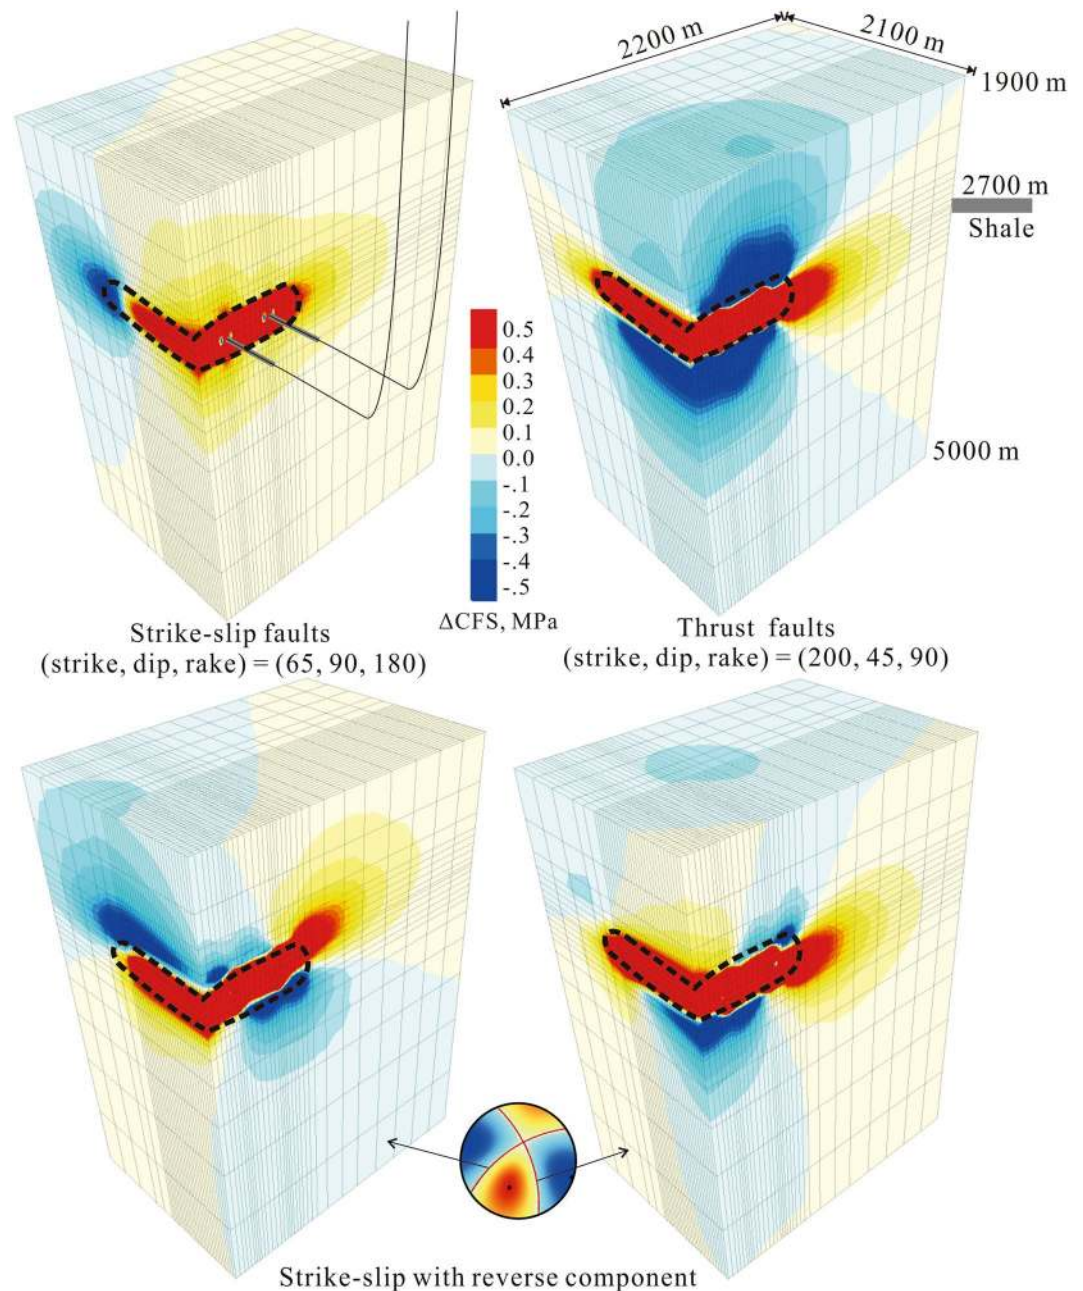 2200 m
2100 m
1900 m
2700 m
Shale
0.5
0.4
0.3
0.2
0.1
0.0
-.1
-.2
-.3
-.4
-.5
5000 m
ΔCFS, MPa
Strike-slip faults
(strike, dip, rake) = (65, 90, 180)
Thrust faults
(strike, dip, rake) = (200, 45, 90)
Strike-slip with reverse component